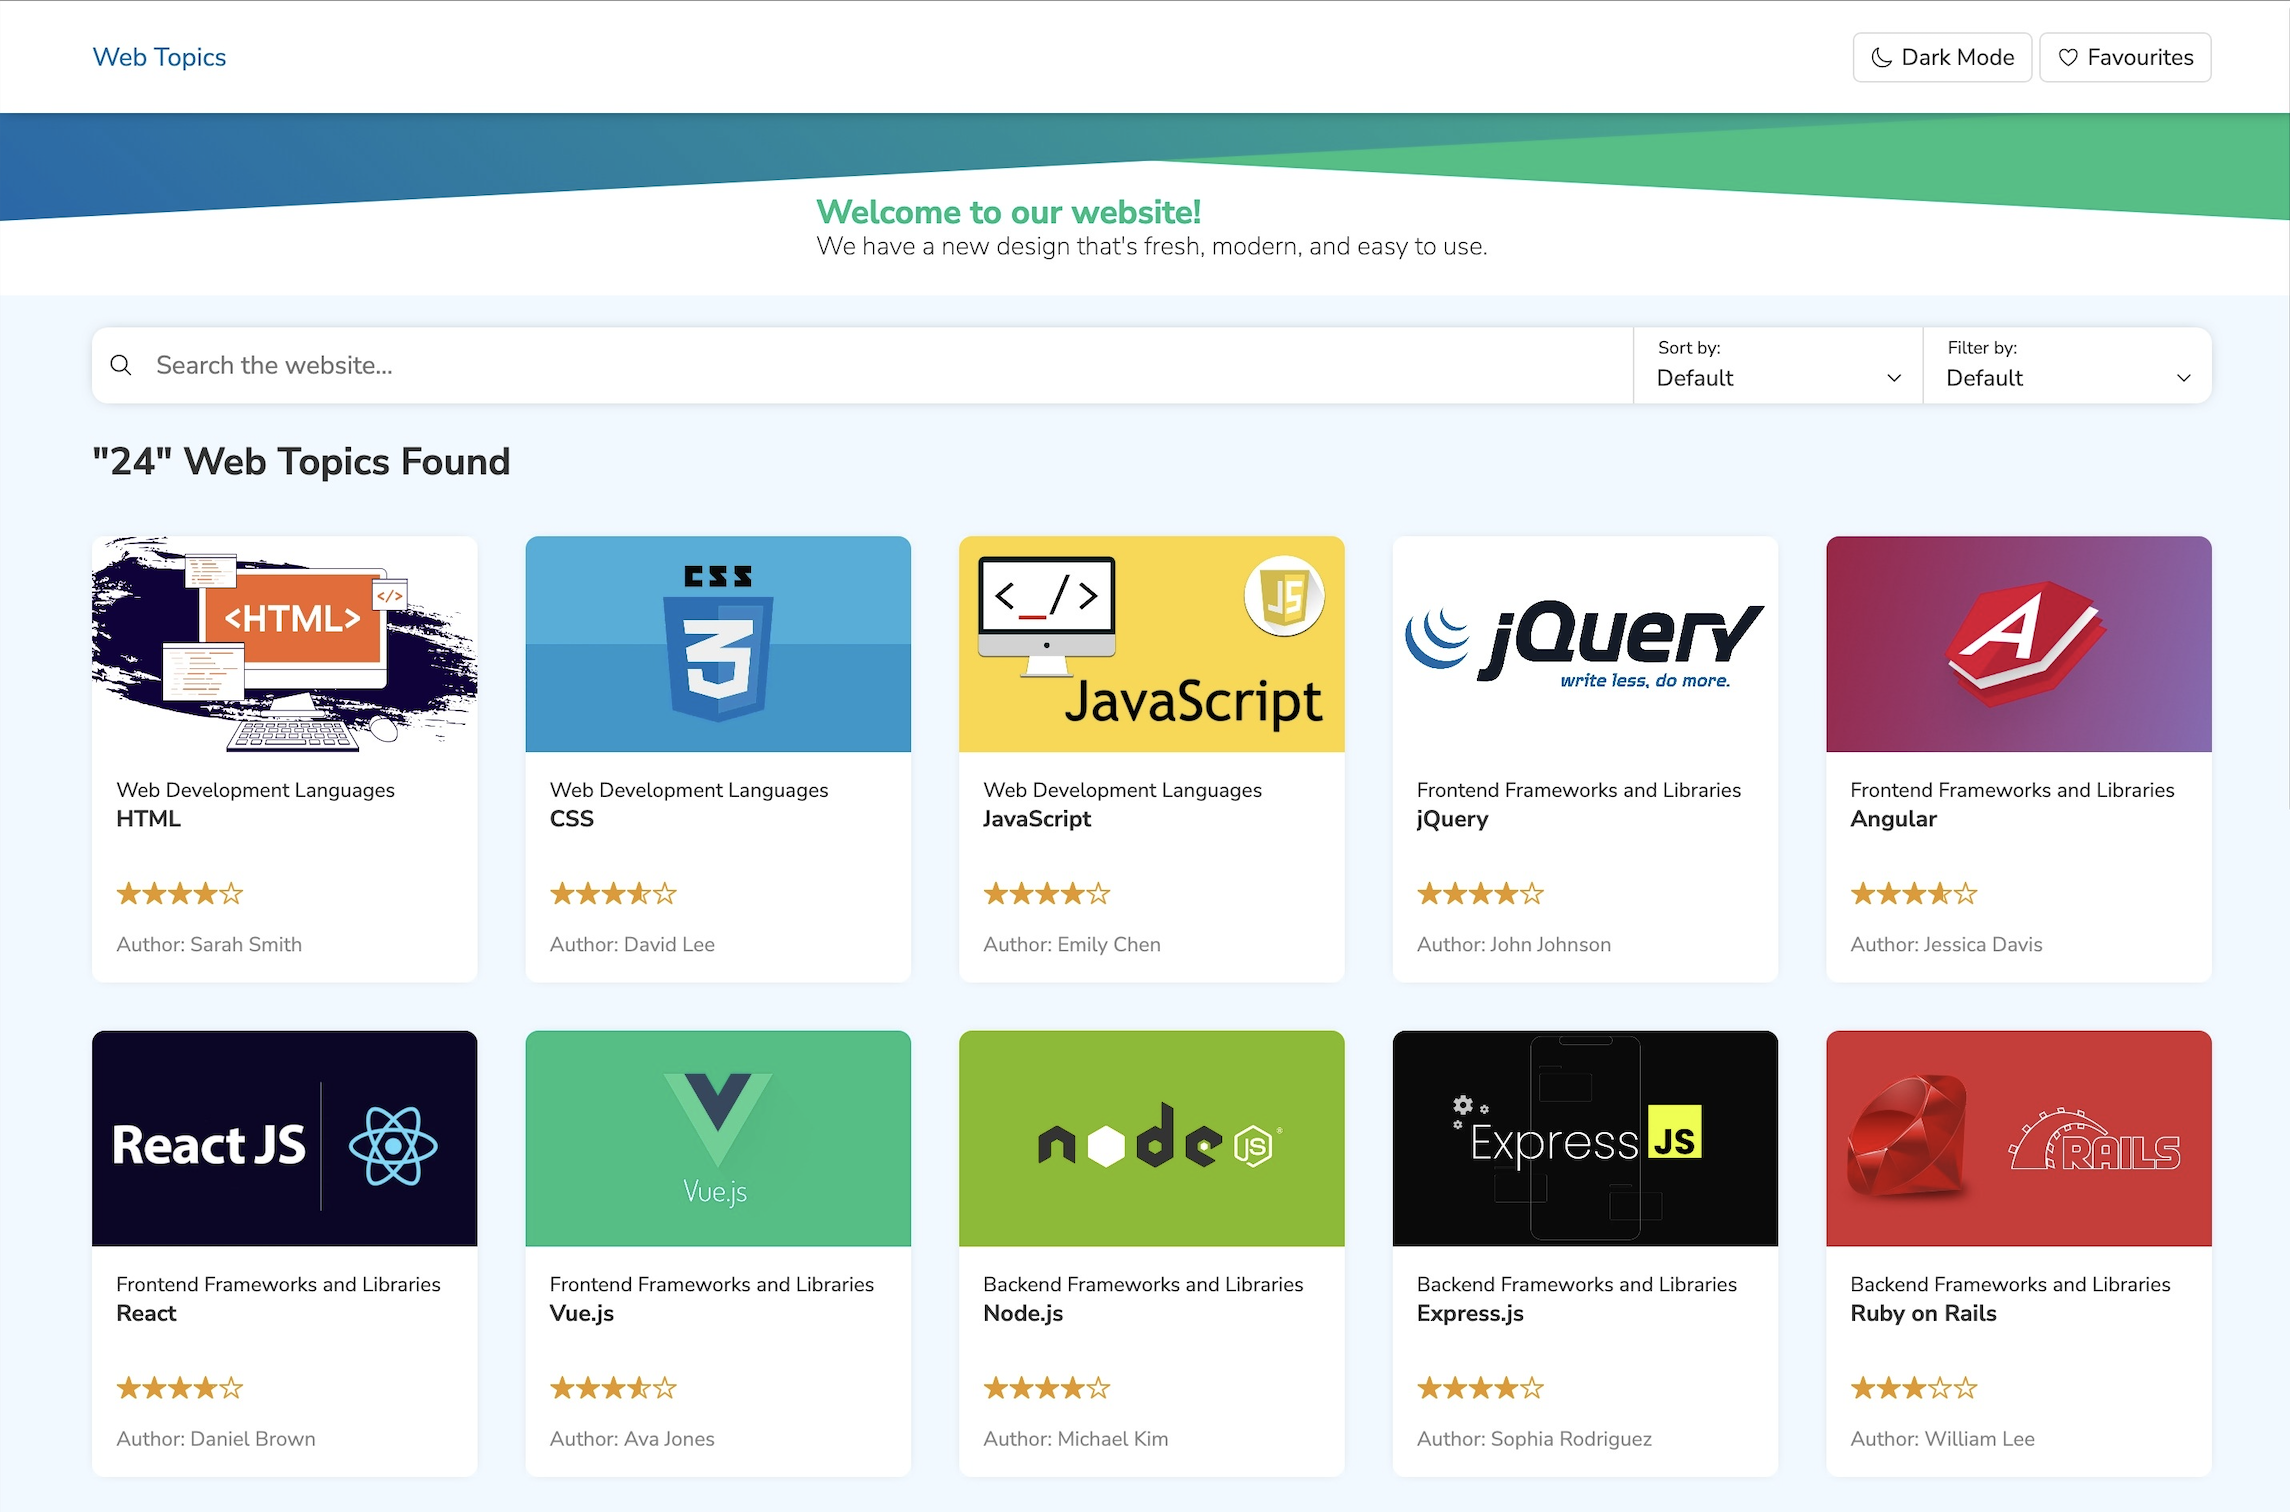 Web Topics
Dark Mode
Favourites
Welcome to our website!
We have a new design that's fresh, modern, and easy to use.
Search the website...
Sort by:
Default
Filter by:
Default
"24" Web Topics Found
<HTML>
</>
Web Development Languages
HTML
Author: Sarah Smith
CSS
3
Web Development Languages
CSS
Author: David Lee
<_/>
JS
JavaScript
Web Development Languages
JavaScript
Author: Emily Chen
jQuery
write less, do more.
Frontend Frameworks and Libraries
jQuery
Author: John Johnson
A
Frontend Frameworks and Libraries
Angular
Author: Jessica Davis
React JS
Frontend Frameworks and Libraries
React
Author: Daniel Brown
Vue.js
Frontend Frameworks and Libraries
Vue.js
Author: Ava Jones
node JS ®
Backend Frameworks and Libraries
Node.js
Author: Michael Kim
Express JS
Backend Frameworks and Libraries
Express.js
Author: Sophia Rodriguez
RAILS
Backend Frameworks and Libraries
Ruby on Rails
Author: William Lee